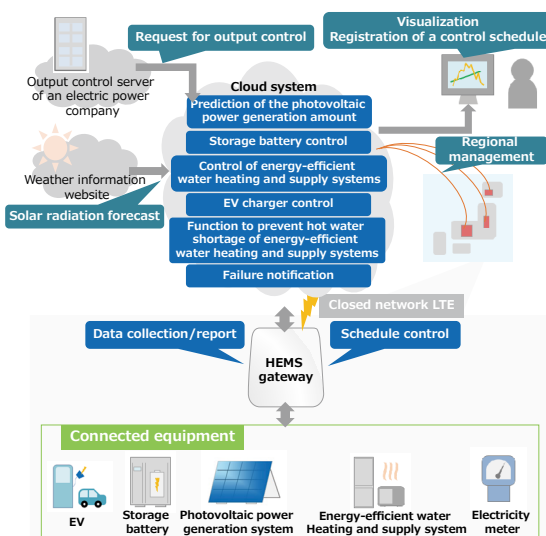 Visualization
Registration of a control schedule
Request for output control
Output control server
of an electric power
company
Cloud system
Prediction of the photovoltaic
power generation amount
Storage battery control
Control of energy-efficient
water heating and supply systems
EV charger control
Function to prevent hot water
shortage of energy-efficient
water heating and supply systems
Failure notification
Regional
management
Weather information
website
Solar radiation forecast
Closed network LTE
Data collection/report
Schedule control
HEMS
gateway
Connected equipment
EV
Storage
battery
Photovoltaic power
generation system
Energy-efficient water
Heating and supply system
Electricity
meter